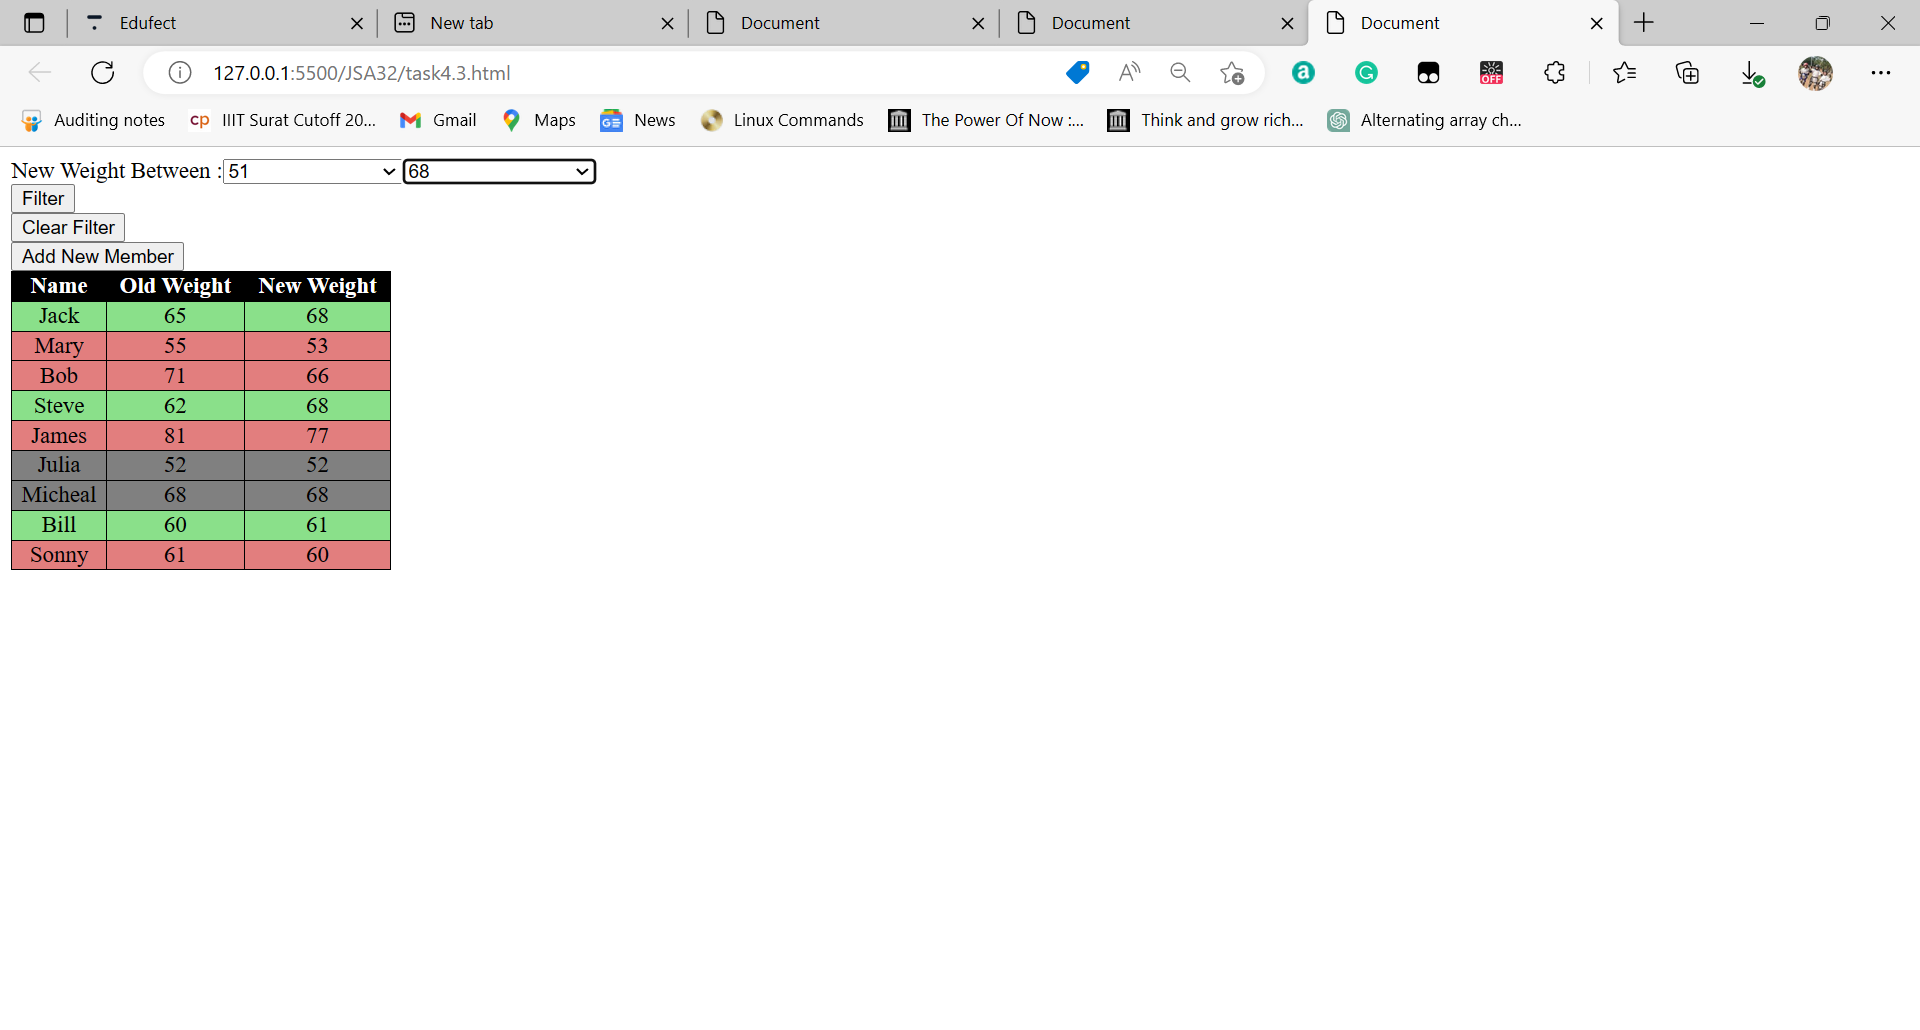 Edufect New tab Document Document Document
127.0.0.1:5500/JSA32/task4.3.html A a G OFF
Auditing notes cp IIIT Surat Cutoff 20... Gmail Maps GE News Linux Commands The Power Of Now :... Think and grow rich... Alternating array ch...
New Weight Between : 51 68
Filter
Clear Filter
Add New Member
Name Old Weight New Weight
Jack 65 68
Mary 55 53
Bob 71 66
Steve 62 68
James 81 77
Julia 52 52
Micheal 68 68
Bill 60 61
Sonny 61 60